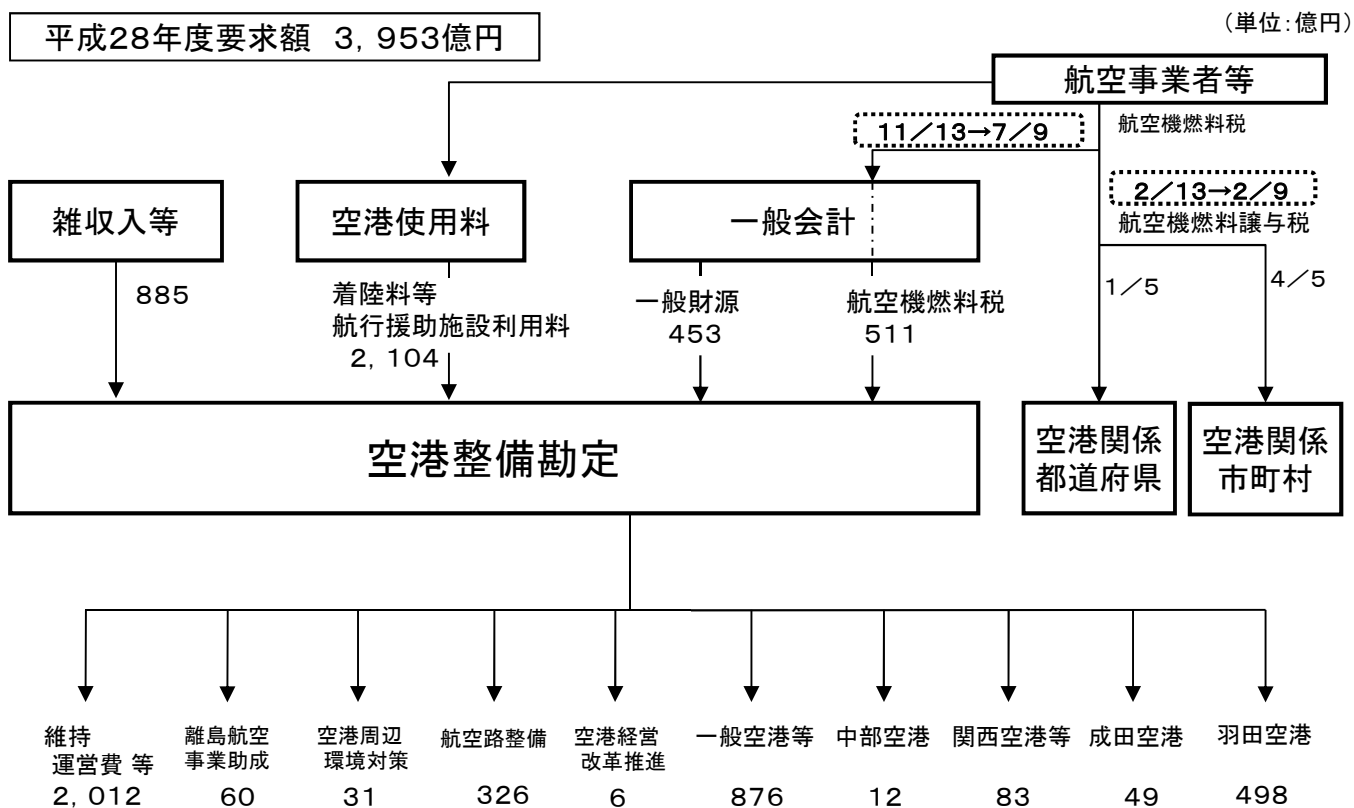 平成28年度要求額 3,953億円
(単位:億円)
航空事業者等
11/13→7/9
航空機燃料税
2/13→2/9
航空機燃料譲与税
雑収入等
空港使用料
一般会計
885
着陸料等
航行援助施設利用料
2,104
一般財源
453
航空機燃料税
511
1/5
4/5
空港整備勘定
空港関係
都道府県
空港関係
市町村
維持
運営費 等
2,012
離島航空
事業助成
60
空港周辺
環境対策
31
航空路整備
326
空港経営
改革推進
6
一般空港等
876
中部空港
12
関西空港等
83
成田空港
49
羽田空港
498